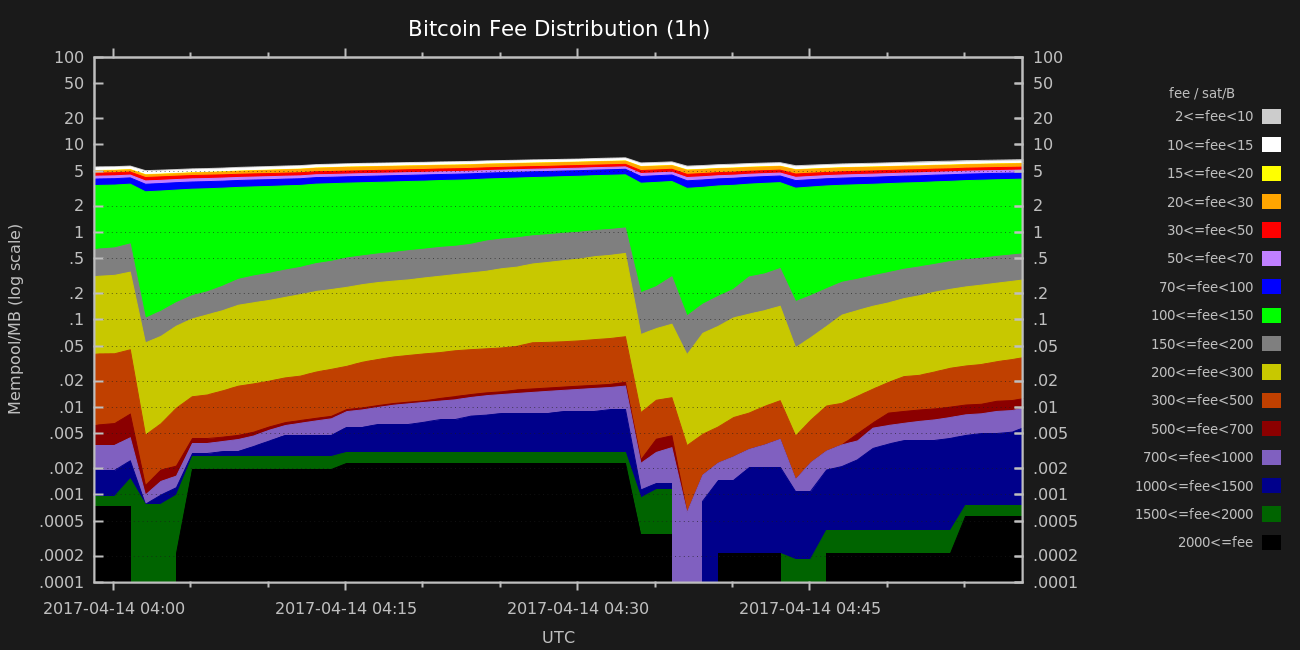 Bitcoin Fee Distribution (1h)
Mempool/MB (log scale)
100
50
20
10
5
2
1
.5
.2
.1
.05
.02
.01
.005
.002
.001
.0005
.0002
.0001
100
50
20
10
5
2
1
.5
.2
.1
.05
.02
.01
.005
.002
.001
.0005
.0002
.0001
2017-04-14 04:00
2017-04-14 04:15
2017-04-14 04:30
2017-04-14 04:45
UTC
fee / sat/B
2<=fee<10
10<=fee<15
15<=fee<20
20<=fee<30
30<=fee<50
50<=fee<70
70<=fee<100
100<=fee<150
150<=fee<200
200<=fee<300
300<=fee<500
500<=fee<700
700<=fee<1000
1000<=fee<1500
1500<=fee<2000
2000<=fee